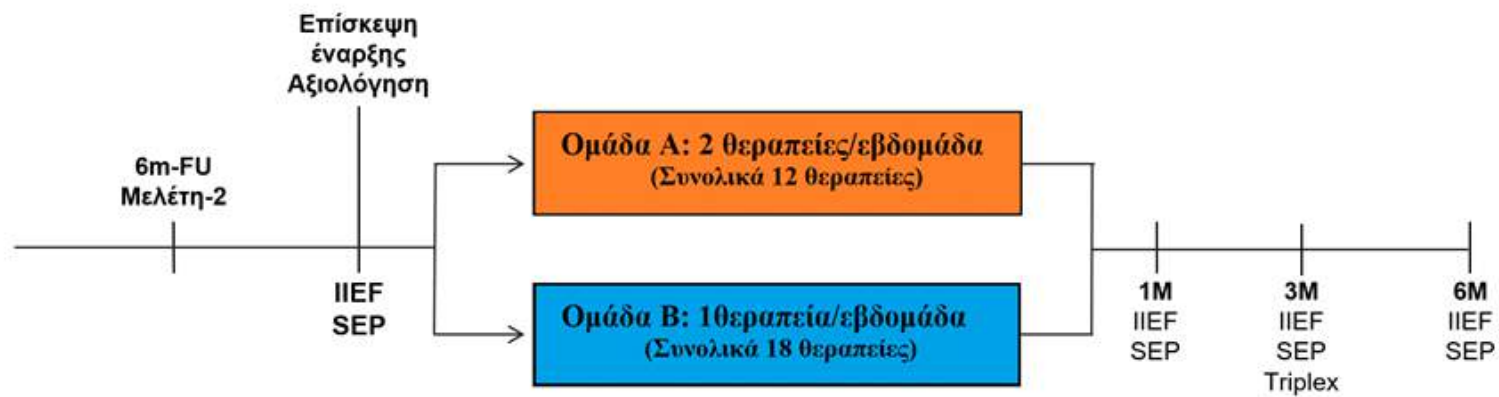 6m-FU
Μελέτη-2
Επίσκεψη
έναρξης
Αξιολόγηση
IIEF
SEP
Ομάδα Α: 2 θεραπείες/εβδομάδα
(Συνολικά 12 θεραπείες)
Ομάδα Β: 1θεραπεία/εβδομάδα
(Συνολικά 18 θεραπείες)
1M
IIEF
SEP
3M
IIEF
SEP
Triplex
6M
IIEF
SEP